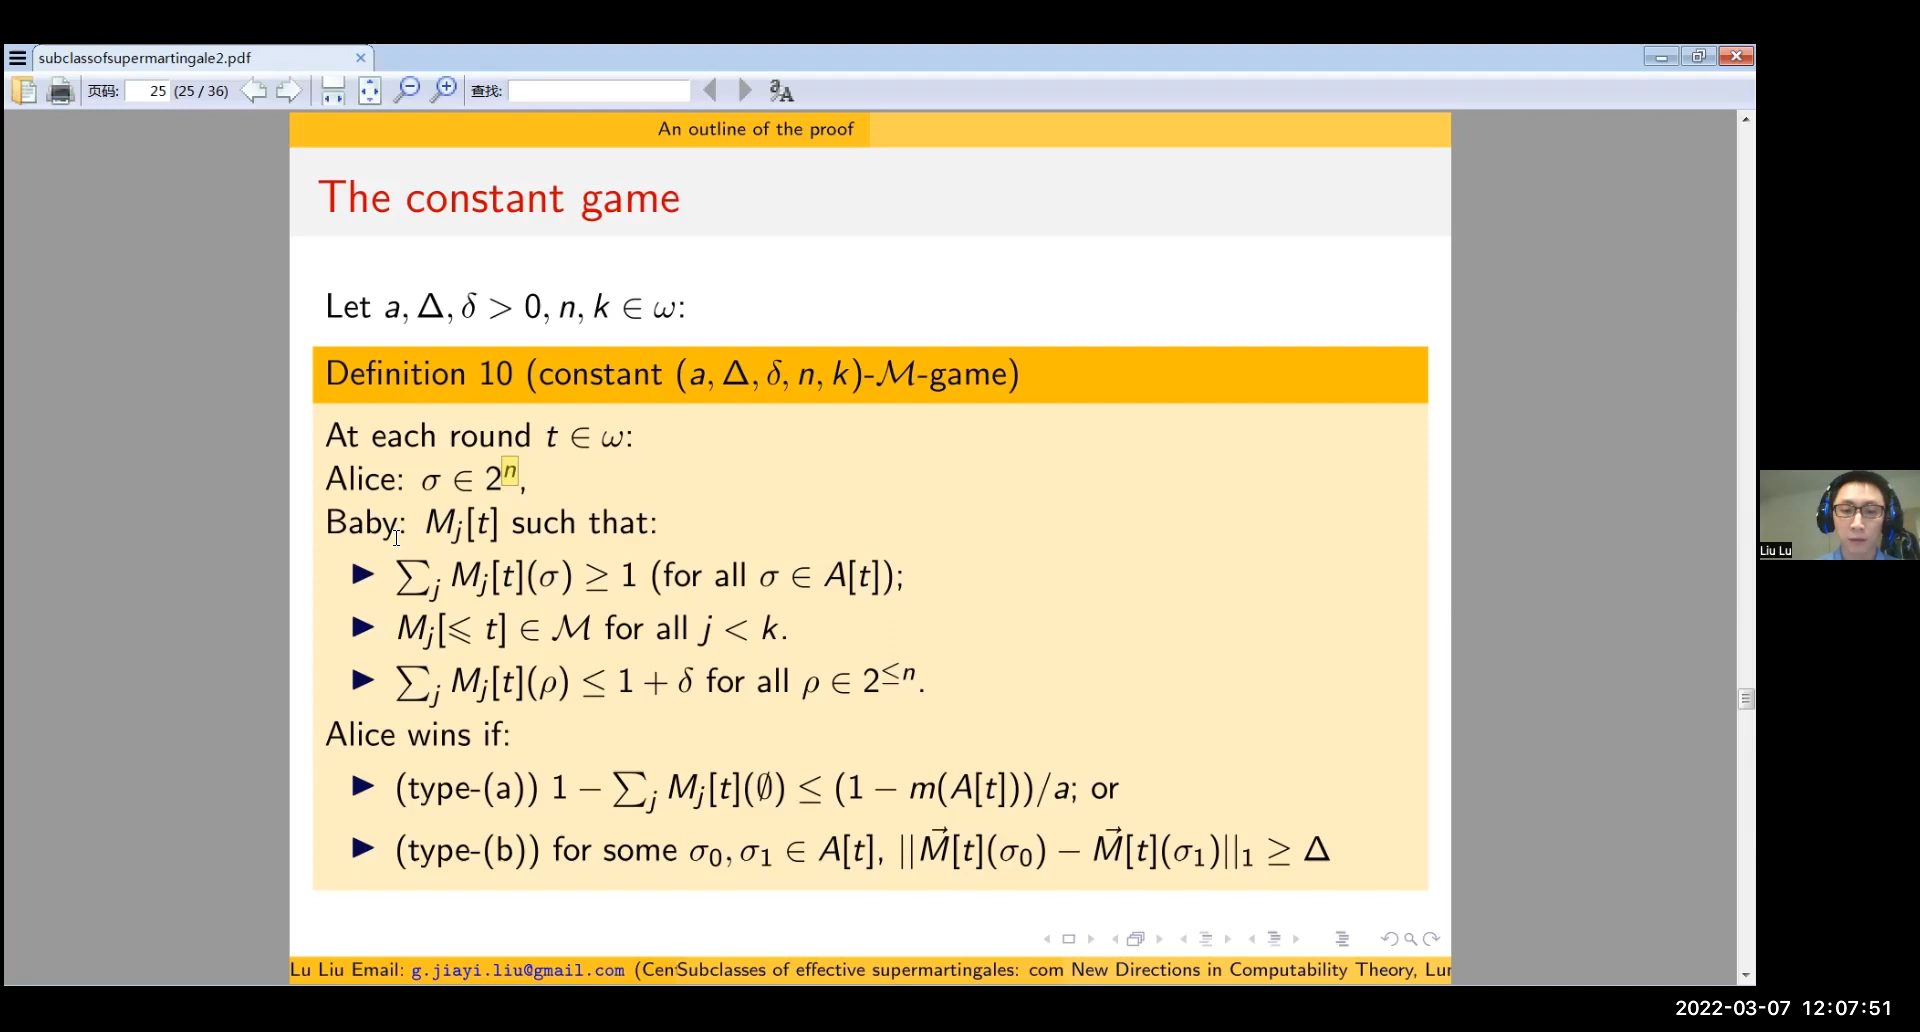 subclassofsupermartingale2.pdf
页码: 25 (25 / 36) 查找:
An outline of the proof
The constant game
Let a, Δ, δ > 0, n, k ∈ ω:
Definition 10 (constant (a, Δ, δ, n, k)-ℳ-game)
At each round t ∈ ω:
Alice: σ ∈ 2^n,
Baby: M_j[t] such that:
▶ ∑_j M_j[t](σ) ≥ 1 (for all σ ∈ A[t]);
▶ M_j[⩽ t] ∈ ℳ for all j < k.
▶ ∑_j M_j[t](ρ) ≤ 1 + δ for all ρ ∈ 2^{≤n}.
Alice wins if:
▶ (type-(a)) 1 − ∑_j M_j[t](∅) ≤ (1 − m(A[t]))/a; or
▶ (type-(b)) for some σ_0, σ_1 ∈ A[t], ||M⃗[t](σ_0) − M⃗[t](σ_1)||_1 ≥ Δ
Lu Liu Email: g.jiayi.liu@gmail.com (Cen Subclasses of effective supermartingales: com New Directions in Computability Theory, Lu
Liu Lu
2022-03-07 12:07:51